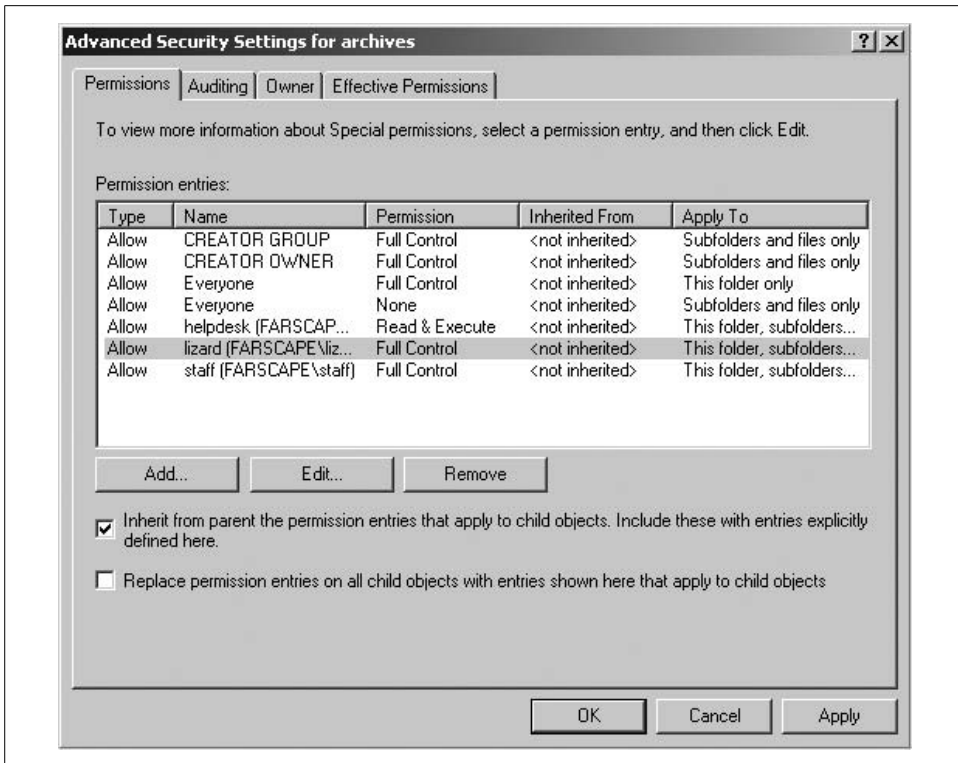 Advanced Security Settings for archives
Permissions Auditing Owner Effective Permissions
To view more information about Special permissions, select a permission entry, and then click Edit.
Permission entries:
Type Name Permission Inherited From Apply To
Allow CREATOR GROUP Full Control <not inherited> Subfolders and files only
Allow CREATOR OWNER Full Control <not inherited> Subfolders and files only
Allow Everyone Full Control <not inherited> This folder only
Allow Everyone None <not inherited> Subfolders and files only
Allow helpdesk (FARSCAP... Read & Execute <not inherited> This folder, subfolders...
Allow lizard (FARSCAPE\liz... Full Control <not inherited> This folder, subfolders...
Allow staff (FARSCAPE\staff) Full Control <not inherited> This folder, subfolders...
Add... Edit... Remove
Inherit from parent the permission entries that apply to child objects. Include these with entries explicitly
defined here.
Replace permission entries on all child objects with entries shown here that apply to child objects
OK Cancel Apply